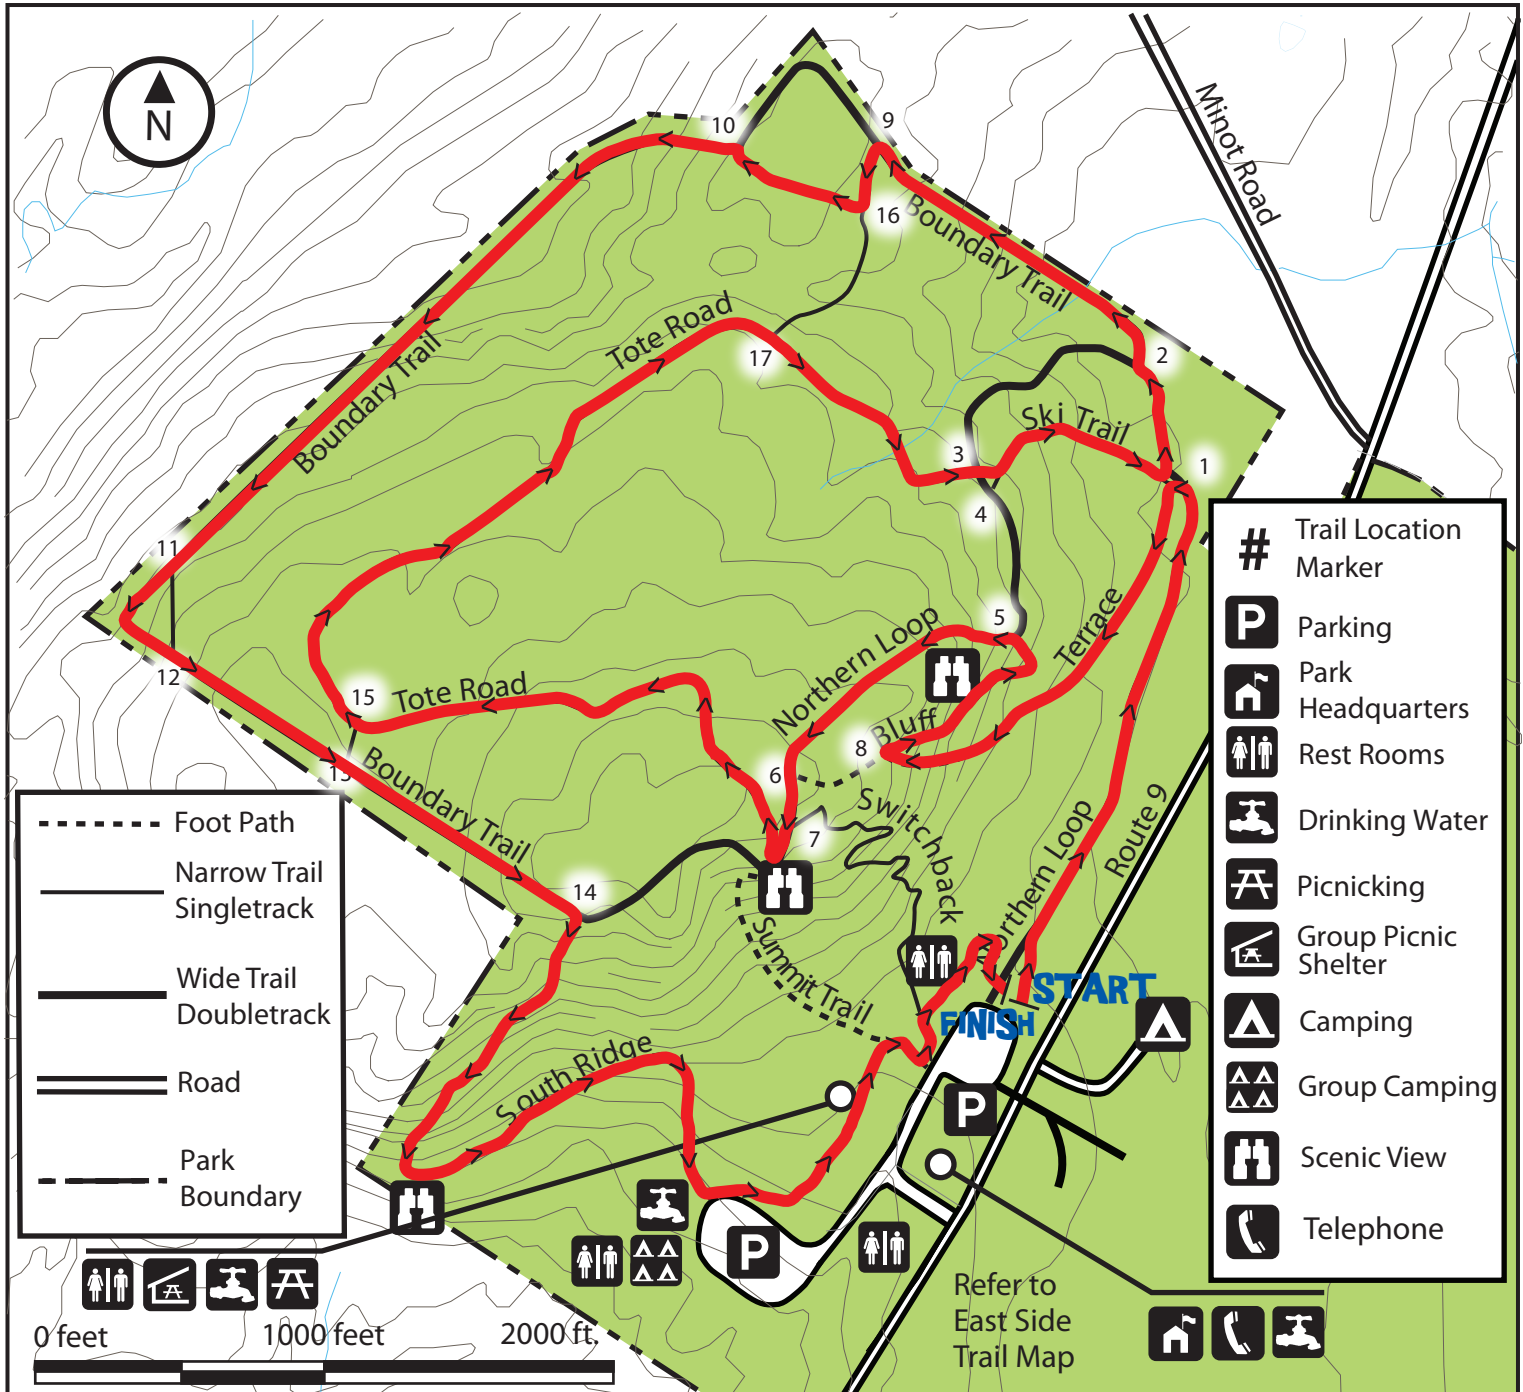 N
10
9
Minot Road
16
Boundary Trail
Tote Road
17
2
Boundary Trail
Ski Trail
3
1
4
11
#
Trail Location
Marker
P
Parking
Park
Headquarters
Rest Rooms
Drinking Water
Picnicking
Group Picnic
Shelter
Camping
Group Camping
Scenic View
Telephone
5
Terrace
Northern Loop
12
15
Tote Road
Bluff
8
6
13
Boundary Trail
7
Switchback
Route 9
Northern Loop
14
Foot Path
Narrow Trail
Singletrack
Wide Trail
Doubletrack
Road
Park
Boundary
Summit Trail
Northern Loop
START
FINISH
South Ridge
P
P
Refer to
East Side
Trail Map
0 feet
1000 feet
2000 ft.